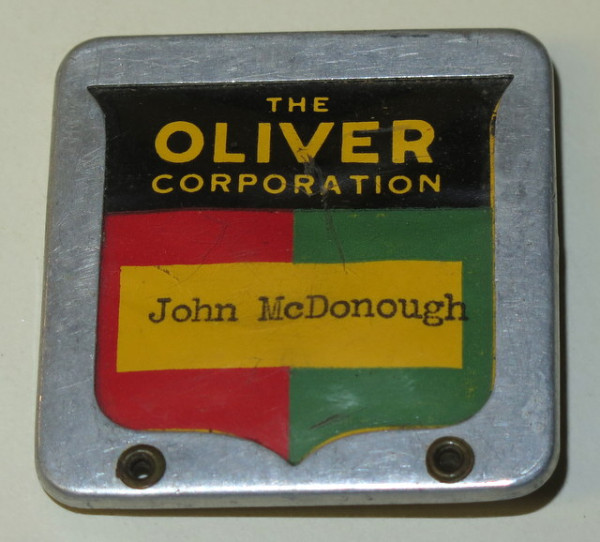 THE
OLIVER
CORPORATION
John McDonough